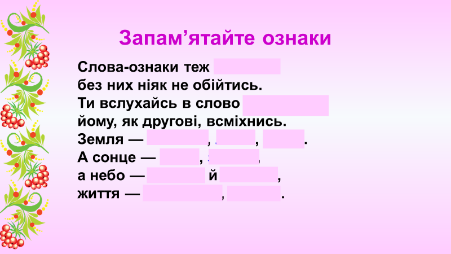 Запам’ятайте ознаки
Слова-ознаки теж
без них ніяк не обійтись.
Ти вслухайсь в слово
йому, як другові, всміхнись.
Земля — , , .
А сонце — ,
а небо — й ,
життя — , .